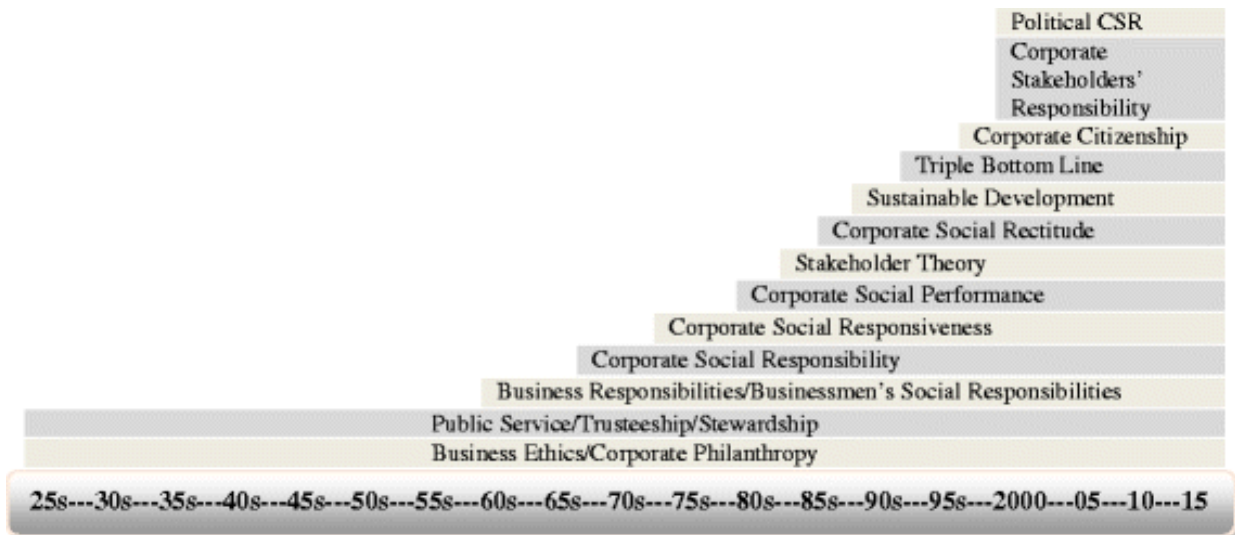 Political CSR
Corporate
Stakeholders’
Responsibility
Corporate Citizenship
Triple Bottom Line
Sustainable Development
Corporate Social Rectitude
Stakeholder Theory
Corporate Social Performance
Corporate Social Responsiveness
Corporate Social Responsibility
Business Responsibilities/Businessmen’s Social Responsibilities
Public Service/Trusteeship/Stewardship
Business Ethics/Corporate Philanthropy
25s---30s---35s---40s---45s---50s---55s---60s---65s---70s---75s---80s---85s---90s---95s---2000---05---10---15